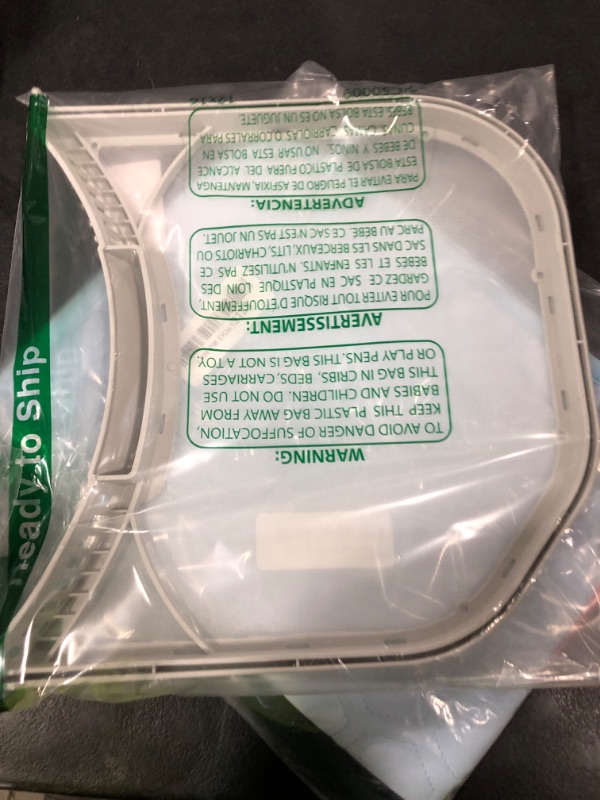 Ready to Ship
WARNING:
TO AVOID DANGER OF SUFFOCATION,
KEEP THIS PLASTIC BAG AWAY FROM
BABIES AND CHILDREN. DO NOT USE
THIS BAG IN CRIBS, BEDS, CARRIAGES
OR PLAY PENS. THIS BAG IS NOT A TOY.
AVERTISSEMENT:
POUR EVITER TOUT RISQUE D'ETOUFFEMENT,
GARDEZ CE SAC EN PLASTIQUE LOIN DES
BEBES ET LES ENFANTS. N'UTILISEZ PAS CE
SAC DANS LES BERCEAUX, LITS, CHARIOTS OU
PARC AU BEBE. CE SAC N'EST PAS UN JOUET.
ADVERTENCIA:
PARA EVITAR EL PELIGRO DE ASFIXIA, MANTENGA
ESTA BOLSA DE PLASTICO FUERA DEL ALCANCE
DE BEBES Y NINOS. NO USAR ESTA BOLSA EN
CUNAS, CAMAS, CARRIOLAS O CORRALES PARA
BEBES. ESTA BOLSA NO ES UN JUGUETE.